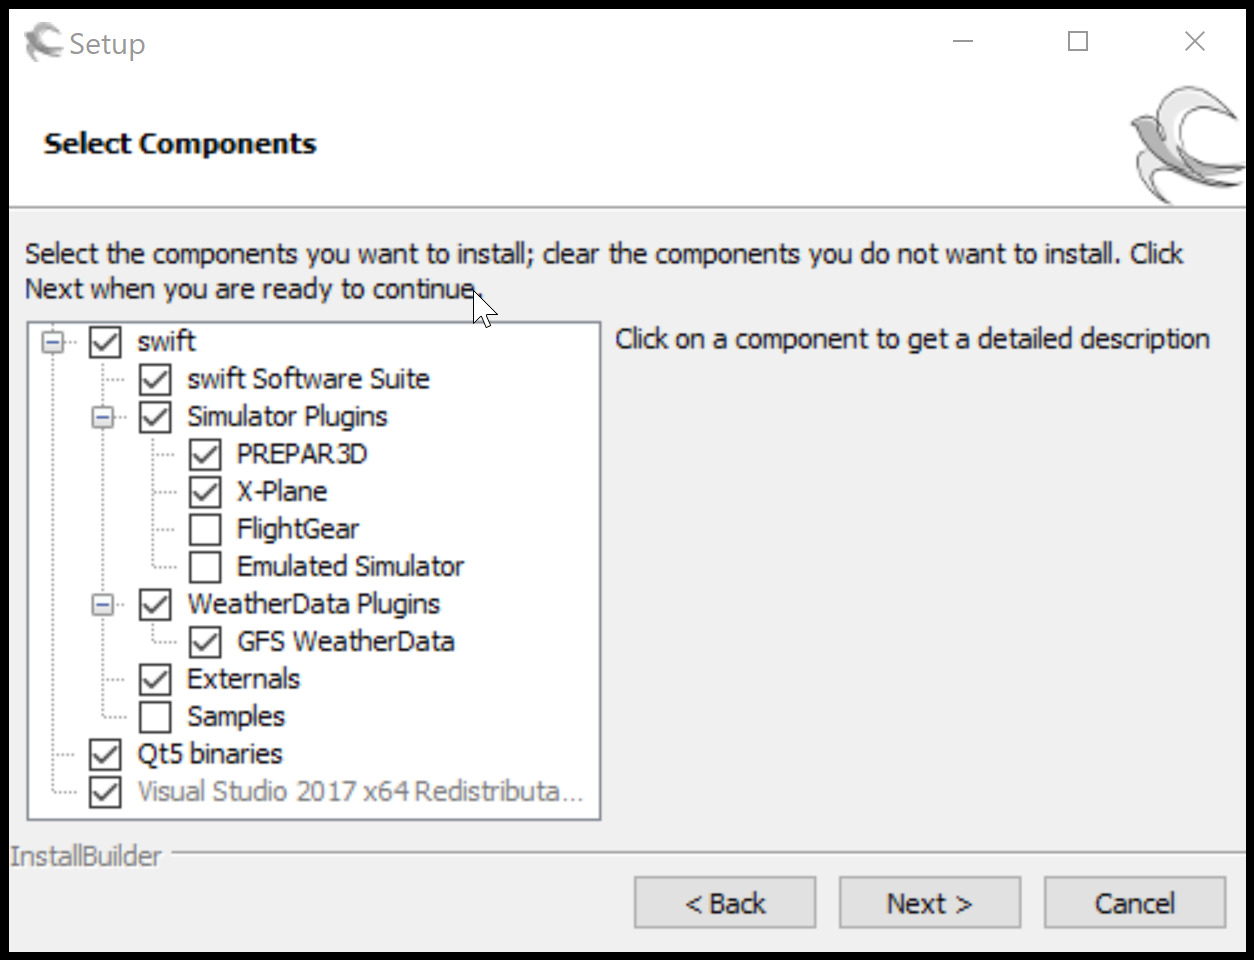 Setup
Select Components
Select the components you want to install; clear the components you do not want to install. Click
Next when you are ready to continue.
swift
Click on a component to get a detailed description
swift Software Suite
Simulator Plugins
PREPAR3D
X-Plane
FlightGear
Emulated Simulator
WeatherData Plugins
GFS WeatherData
Externals
Samples
Qt5 binaries
Visual Studio 2017 x64 Redistributa...
InstallBuilder
< Back
Next >
Cancel